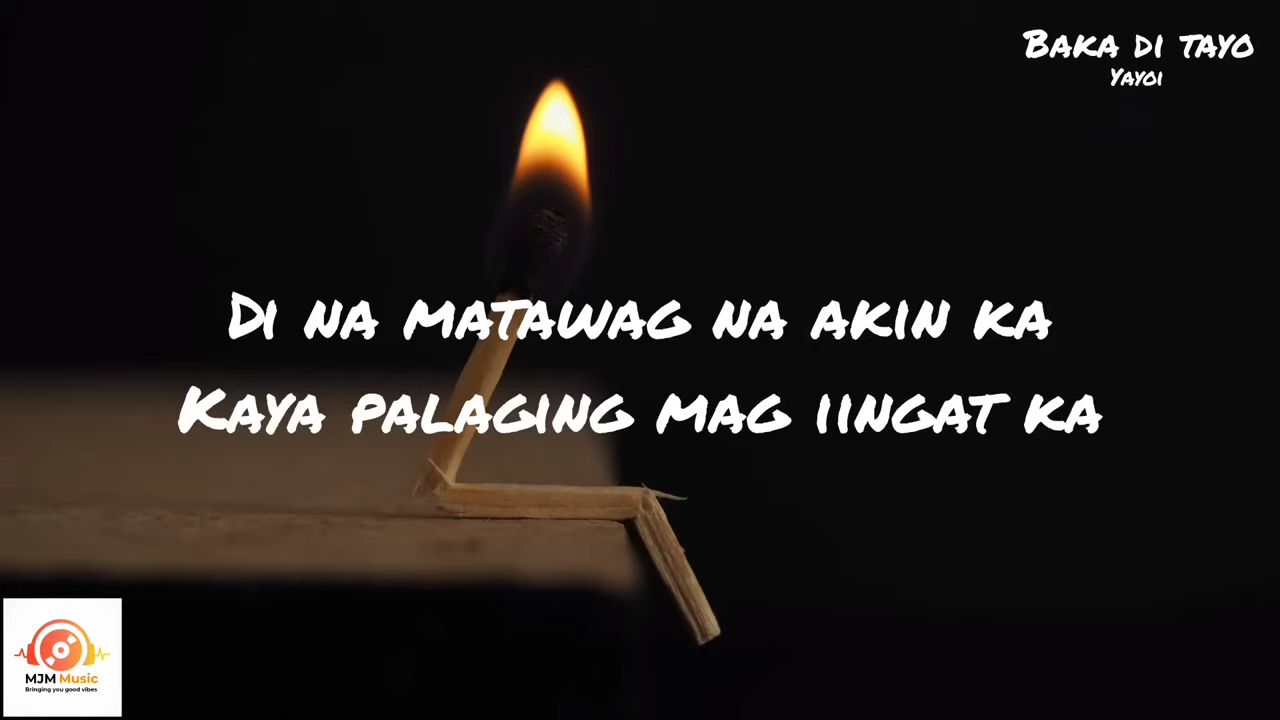 Baka di tayo
Yayoi
Di na matawag na akin ka
Kaya palaging mag iingat ka
MJM Music
Bringing you good vibes